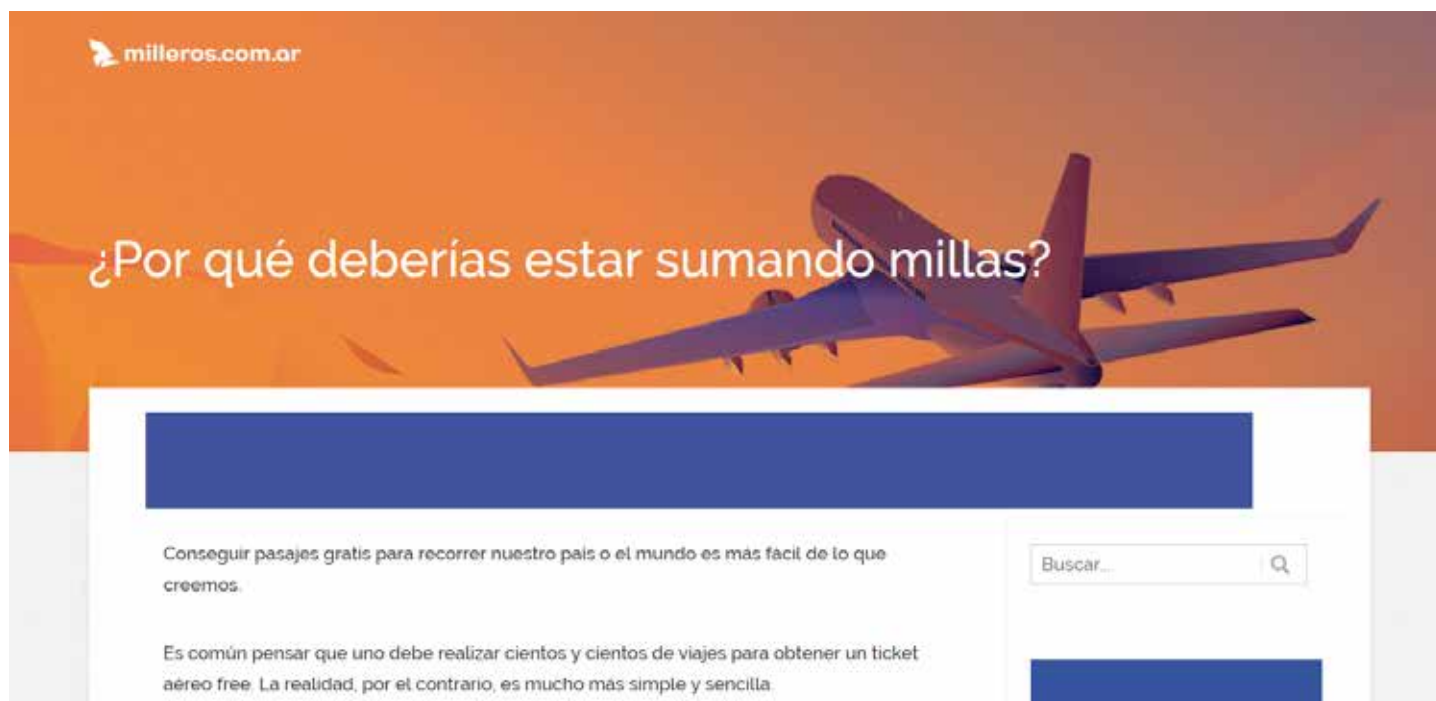 milleros.com.ar
¿Por qué deberías estar sumando millas?
Conseguir pasajes gratis para recorrer nuestro país o el mundo es más fácil de lo que
creemos.
Buscar...
Es común pensar que uno debe realizar cientos y cientos de viajes para obtener un ticket
aéreo free. La realidad, por el contrario, es mucho más simple y sencilla.